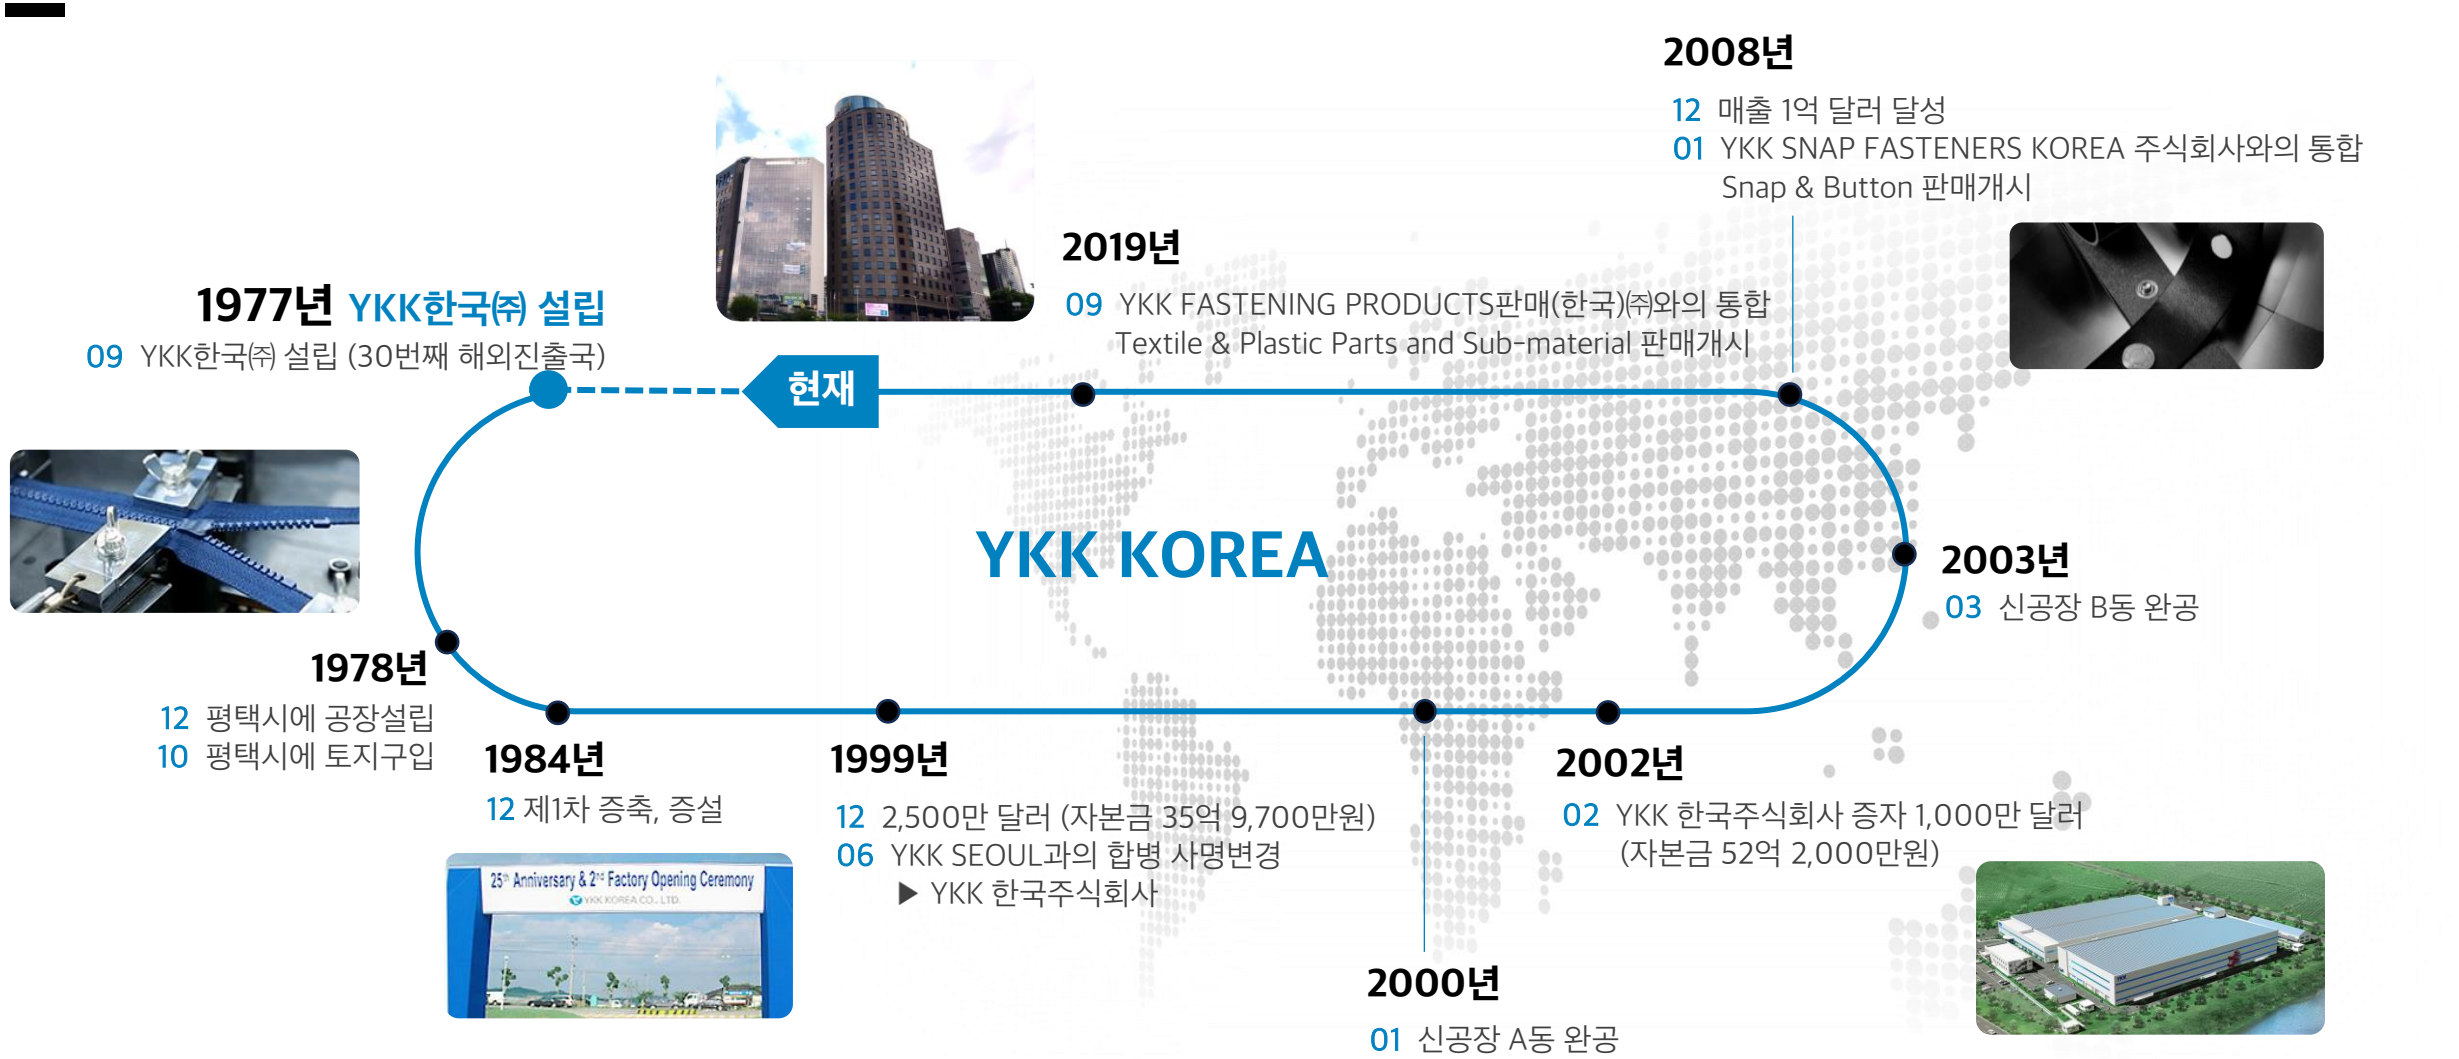 2008년
12 매출 1억 달러 달성
01 YKK SNAP FASTENERS KOREA 주식회사와의 통합
Snap & Button 판매개시
2019년
09 YKK FASTENING PRODUCTS판매(한국)㈜와의 통합
Textile & Plastic Parts and Sub-material 판매개시
1977년 YKK한국㈜ 설립
09 YKK한국㈜ 설립 (30번째 해외진출국)
현재
YKK KOREA
2003년
03 신공장 B동 완공
1978년
12 평택시에 공장설립
10 평택시에 토지구입
1984년
12 제1차 증축, 증설
25th Anniversary & 2nd Factory Opening Ceremony
YKK KOREA CO., LTD.
1999년
12 2,500만 달러 (자본금 35억 9,700만원)
06 YKK SEOUL과의 합병 사명변경
▶ YKK 한국주식회사
2000년
01 신공장 A동 완공
2002년
02 YKK 한국주식회사 증자 1,000만 달러
(자본금 52억 2,000만원)